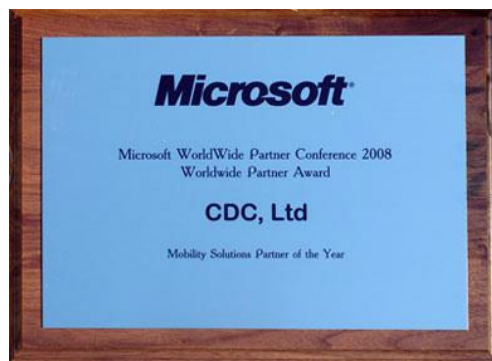 Microsoft®
Microsoft WorldWide Partner Conference 2008
Worldwide Partner Award
CDC, Ltd
Mobility Solutions Partner of the Year